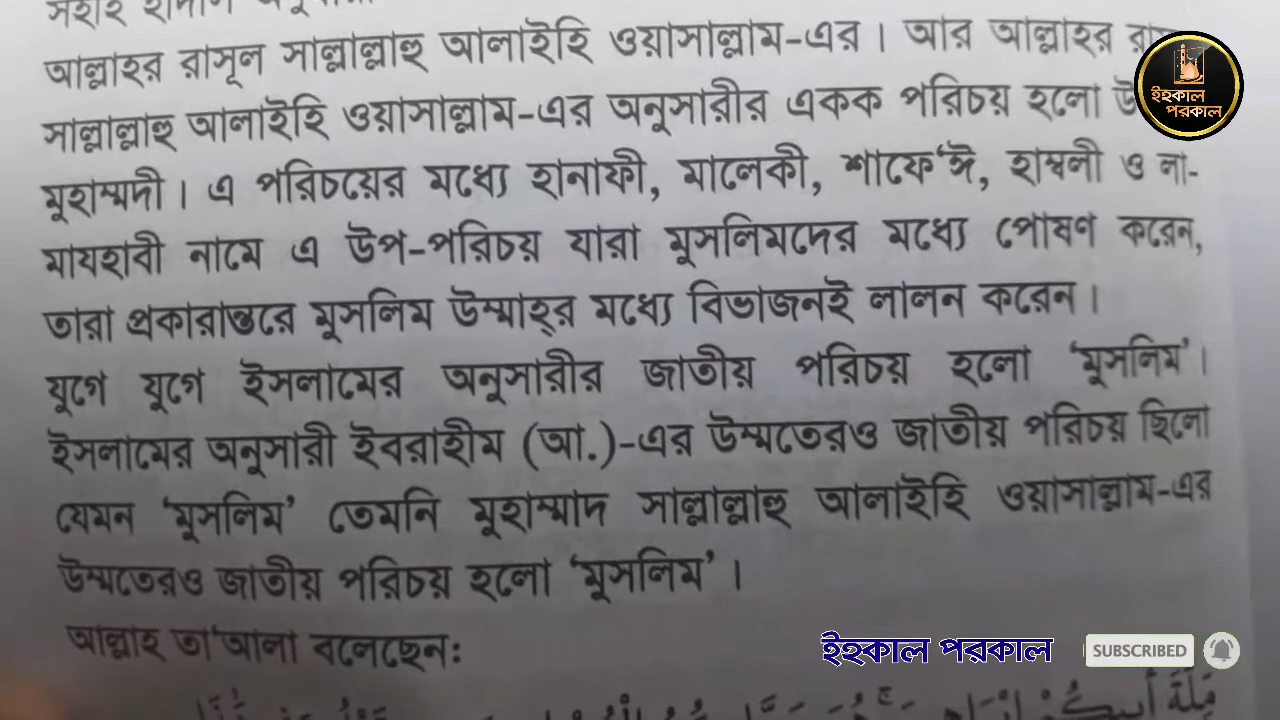 সহীহ হাদীস
আল্লাহর রাসূল সাল্লাল্লাহু আলাইহি ওয়াসাল্লাম-এর। আর আল্লাহর
সাল্লাল্লাহু আলাইহি ওয়াসাল্লাম-এর অনুসারীর একক পরিচয় হলো
মুহাম্মদী। এ পরিচয়ের মধ্যে হানাফী, মালেকী, শাফে‘ঈ, হাম্বলী ও লা-
মাযহাবী নামে এ উপ-পরিচয় যারা মুসলিমদের মধ্যে পোষণ করেন,
তারা প্রকারান্তরে মুসলিম উম্মাহ্‌র মধ্যে বিভাজনই লালন করেন।
যুগে যুগে ইসলামের অনুসারীর জাতীয় পরিচয় হলো ‘মুসলিম’।
ইসলামের অনুসারী ইবরাহীম (আ.)-এর উম্মতেরও জাতীয় পরিচয় ছিলো
যেমন ‘মুসলিম’ তেমনি মুহাম্মাদ সাল্লাল্লাহু আলাইহি ওয়াসাল্লাম-এর
উম্মতেরও জাতীয় পরিচয় হলো ‘মুসলিম’।
আল্লাহ তা‘আলা বলেছেন:
ইহকাল
পরকাল
ইহকাল পরকাল
SUBSCRIBED